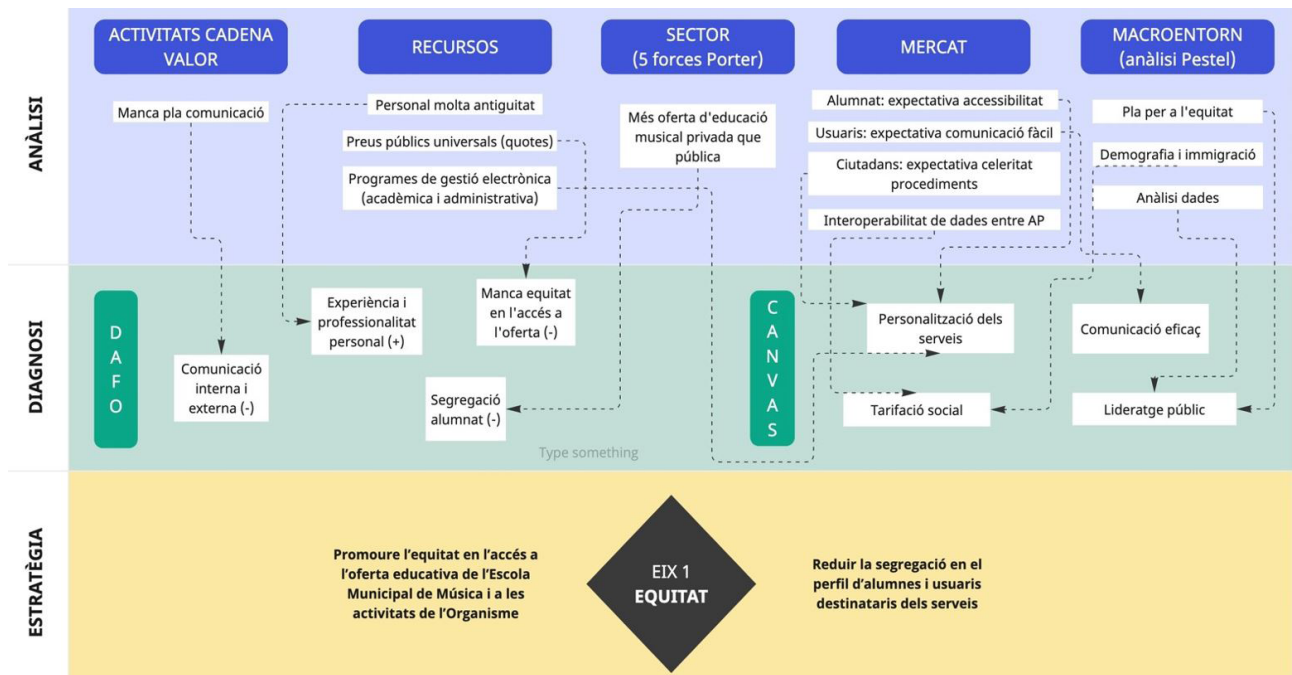 ACTIVITATS CADENA
VALOR
RECURSOS
SECTOR
(5 forces Porter)
MERCAT
MACROENTORN
(anàlisi Pestel)
ANÀLISI
Manca pla comunicació
Personal molta antiguitat
Preus públics universals (quotes)
Programes de gestió electrònica
(acadèmica i administrativa)
Més oferta d'educació
musical privada que
pública
Alumnat: expectativa accessibilitat
Usuaris: expectativa comunicació fàcil
Ciutadans: expectativa celeritat
procediments
Interoperabilitat de dades entre AP
Pla per a l'equitat
Demografia i immigració
Anàlisi dades
DIAGNOSI
D
A
F
O
Comunicació
interna i
externa (-)
Experiència i
professionalitat
personal (+)
Manca equitat
en l'accés a
l'oferta (-)
Segregació
alumnat (-)
Type something
C
A
N
V
A
S
Personalització dels
serveis
Tarifació social
Comunicació eficaç
Lideratge públic
ESTRATÈGIA
Promoure l’equitat en l’accés a
l’oferta educativa de l’Escola
Municipal de Música i a les
activitats de l’Organisme
EIX 1
EQUITAT
Reduir la segregació en el
perfil d’alumnes i usuaris
destinataris dels serveis